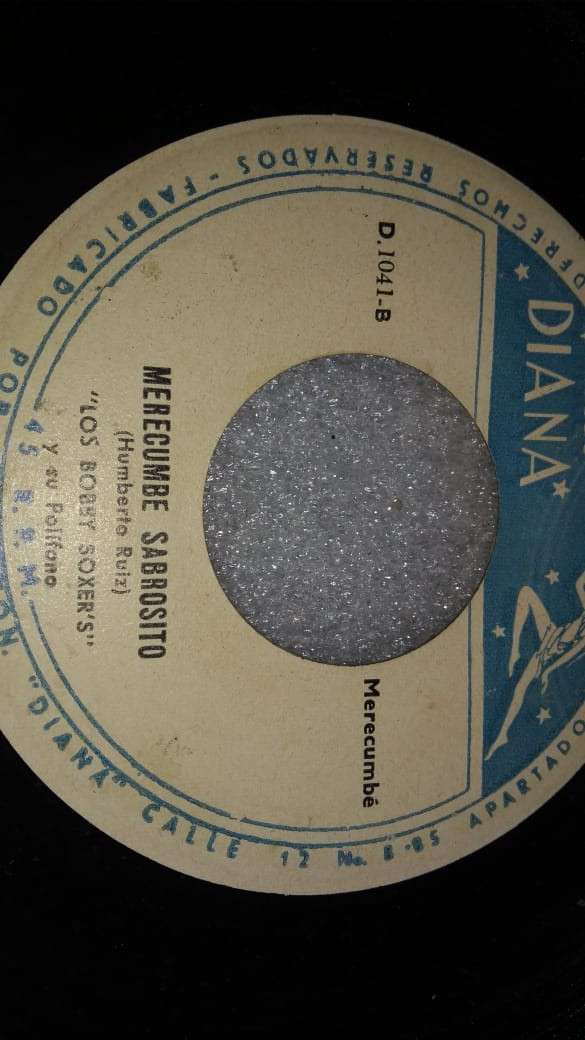 DIANA
D.1041-B
Merecumbé
MERECUMBE SABROSITO
(Humberto Ruiz)
"LOS BOBBY SOXER'S"
Y su Polífono
45 R.P.M.
DERECHOS RESERVADOS - FABRICADO POR
"DIANA" CALLE 12 No. 8-85 APARTADO